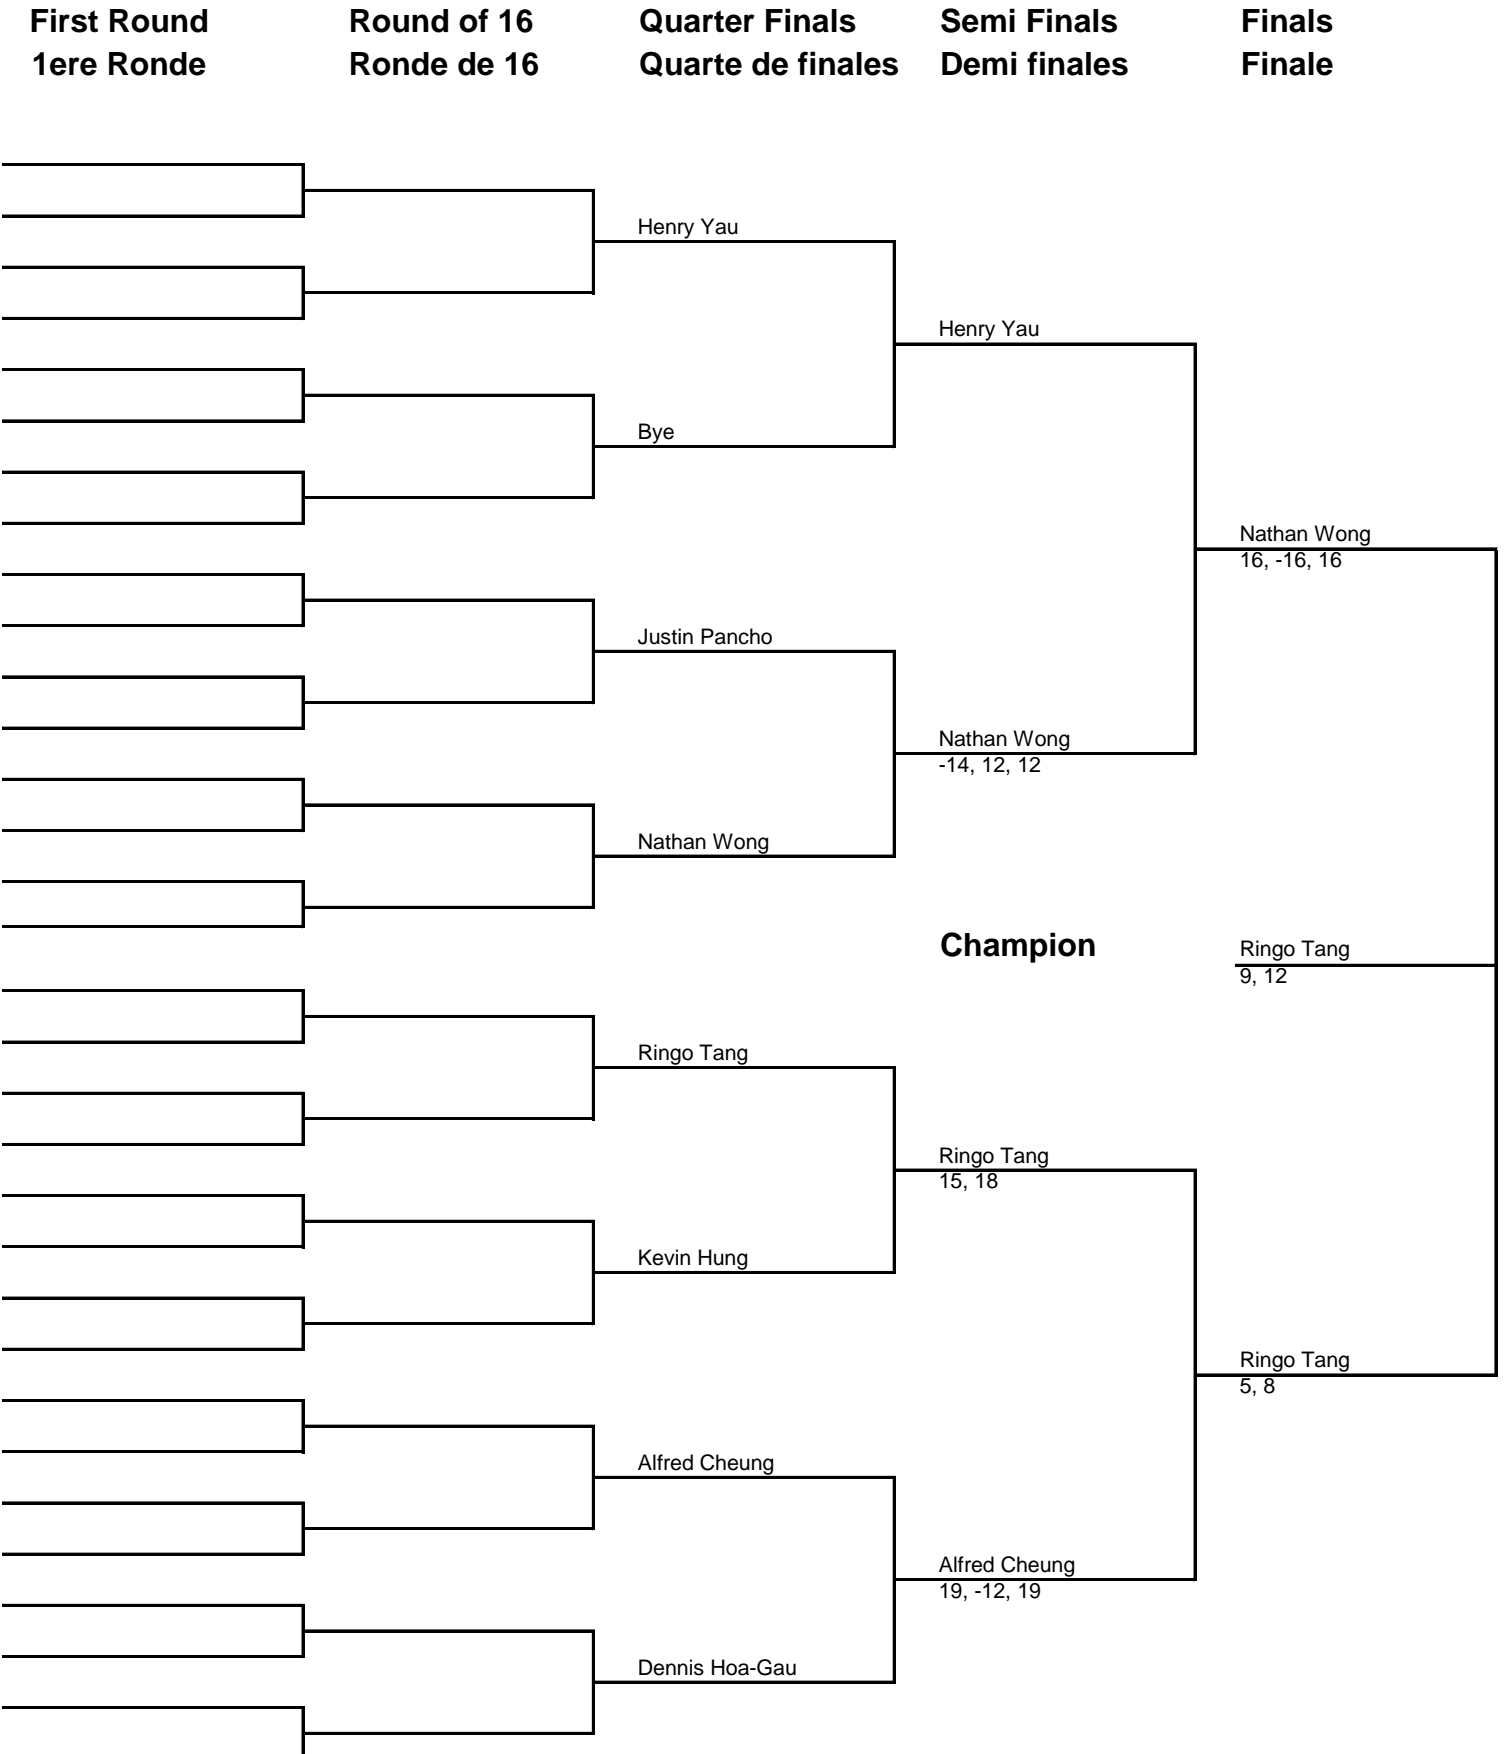 First Round
Round of 16
Quarter Finals
Semi Finals
Finals
1ere Ronde
Ronde de 16
Quarte de finales
Demi finales
Finale
Henry Yau
Henry Yau
Bye
Nathan Wong
16, -16, 16
Justin Pancho
Nathan Wong
-14, 12, 12
Nathan Wong
Champion
Ringo Tang
9, 12
Ringo Tang
Ringo Tang
15, 18
Kevin Hung
Ringo Tang
5, 8
Alfred Cheung
Alfred Cheung
19, -12, 19
Dennis Hoa-Gau